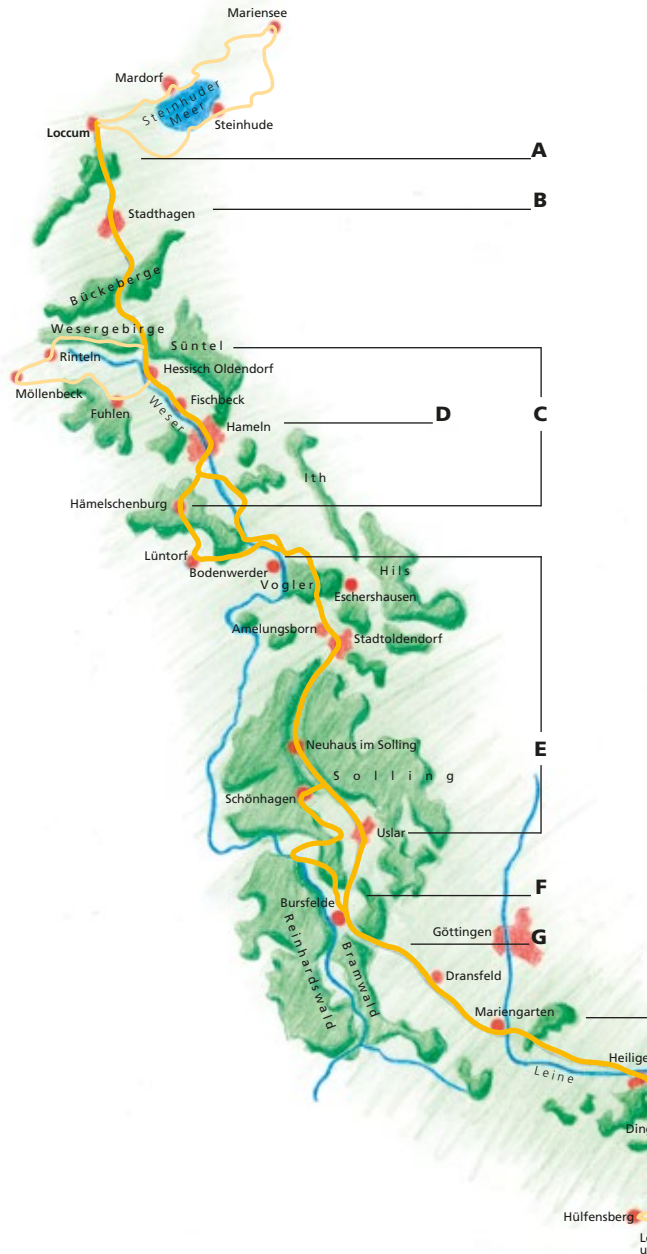 Mariensee
Mardorf
Steinhuder
Meer
Steinhude
Loccum
A
B
Stadthagen
Bückeberge
Wesergebirge
Süntel
Rinteln
Hessisch Oldendorf
Möllenbeck
Fischbeck
Fuhlen
Weser
Hameln
D
C
Ith
Hämelschenburg
Lüntorf
Bodenwerder
Hils
Vogler
Eschershausen
Amelungsborn
Stadtoldendorf
Neuhaus im Solling
E
Solling
Schönhagen
Uslar
F
Bursfelde
Göttingen
G
Reinhardswald
Bramwald
Dransfeld
Mariengarten
Heilige
Leine
Ding
Hülfensberg
L
u